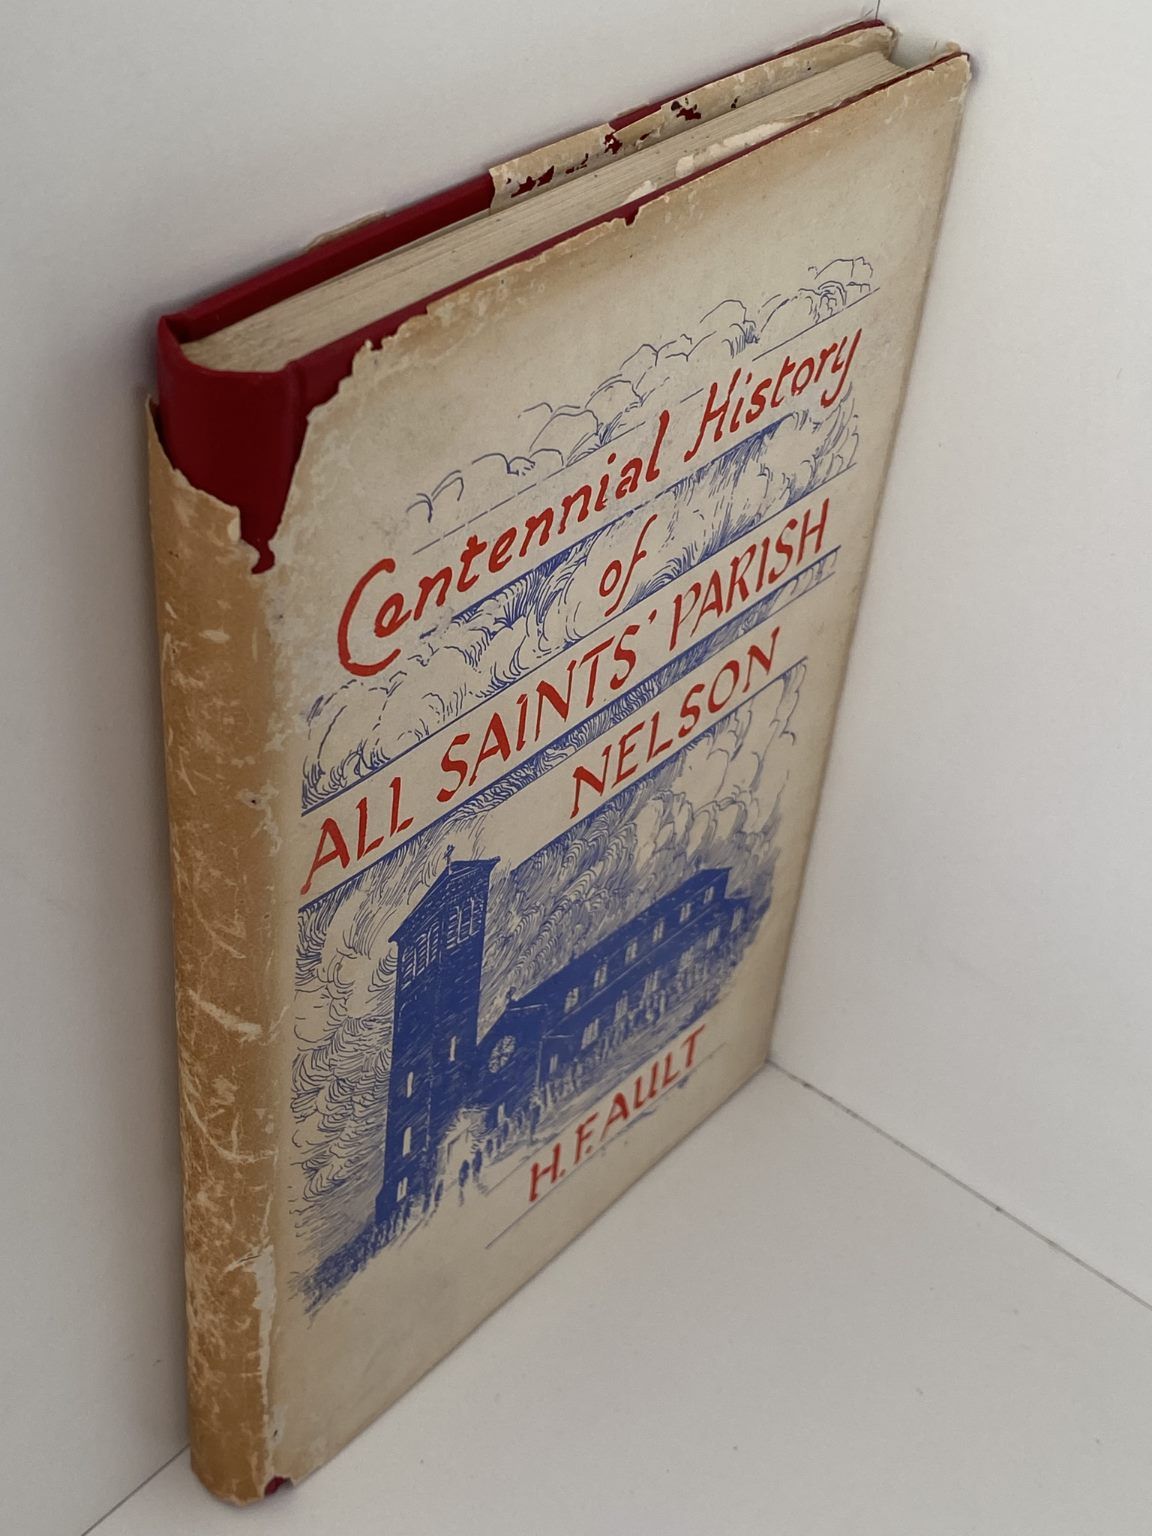 Centennial History
of
ALL SAINTS' PARISH
NELSON
H. F. AULT